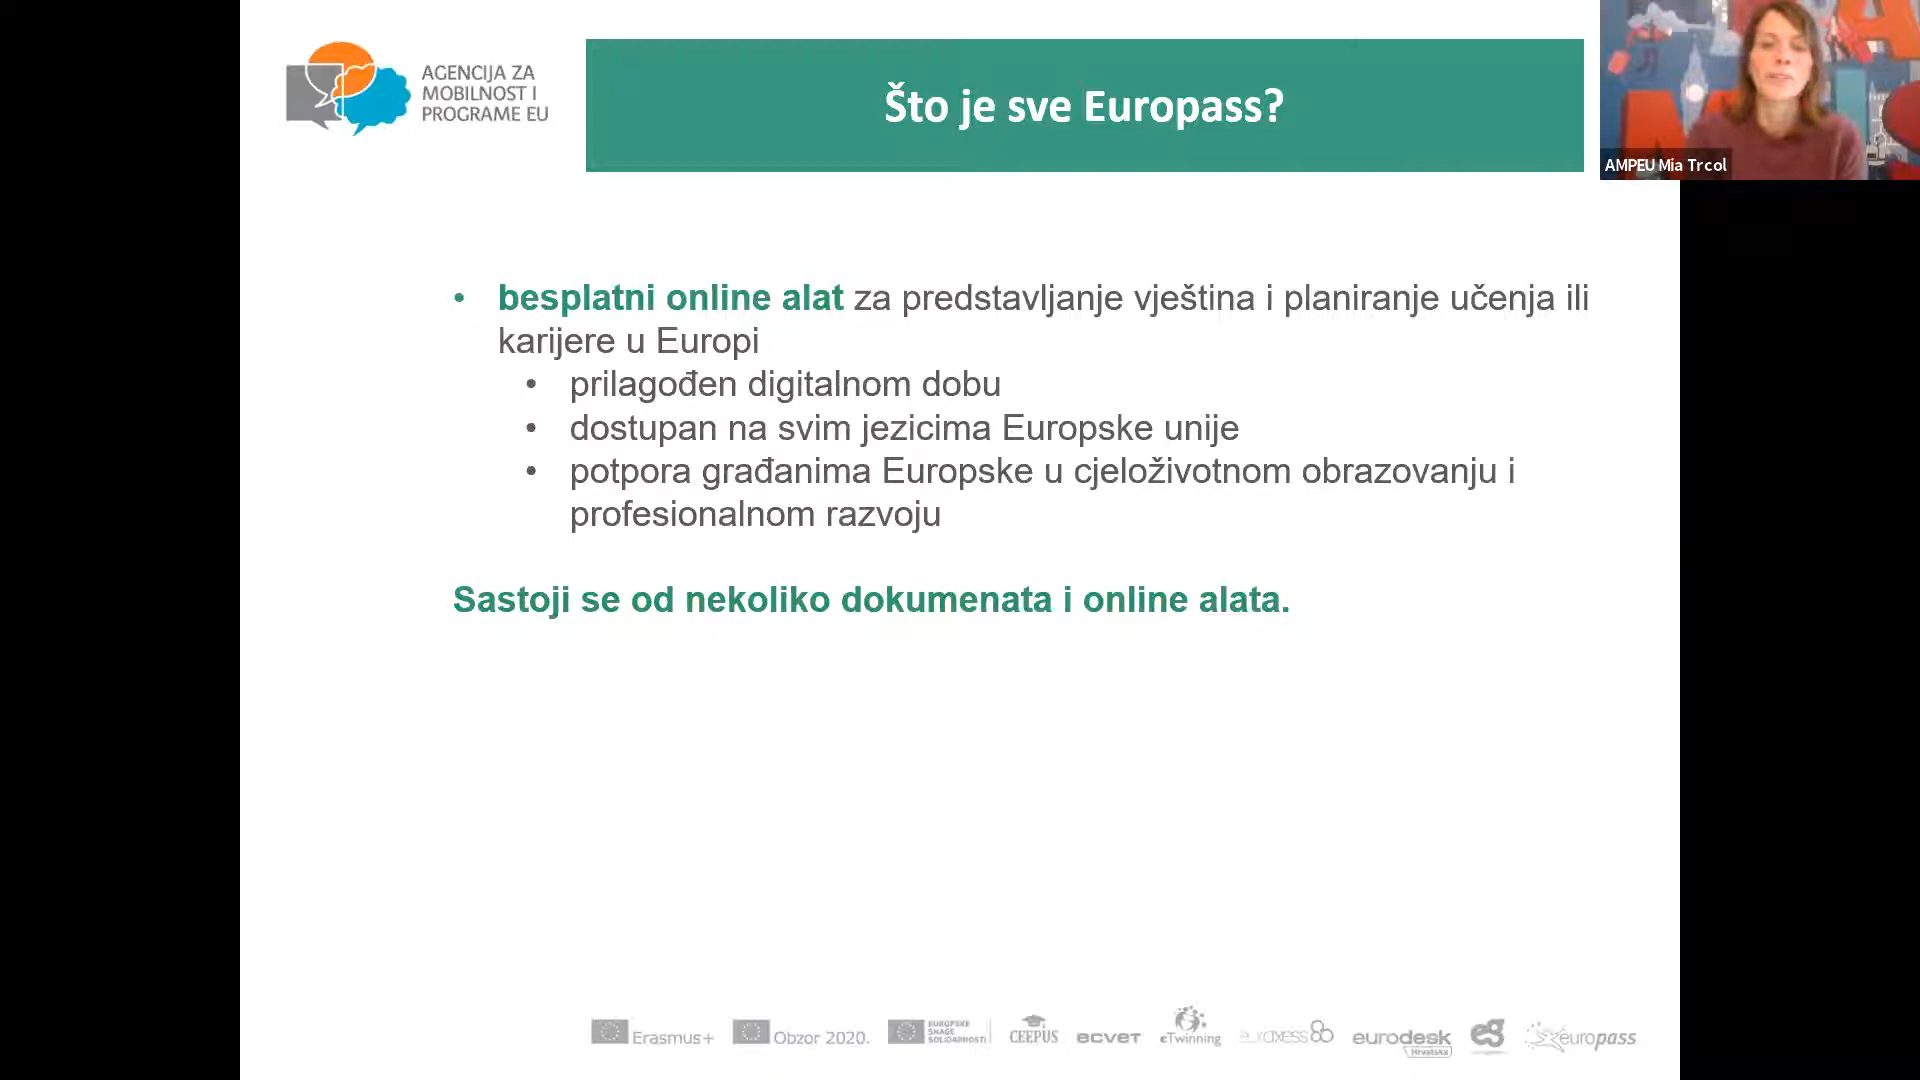 AGENCIJA ZA
MOBILNOST I
PROGRAME EU
Što je sve Europass?
AMPEU Mia Trcol
• besplatni online alat za predstavljanje vještina i planiranje učenja ili
karijere u Europi
• prilagođen digitalnom dobu
• dostupan na svim jezicima Europske unije
• potpora građanima Europske u cjeloživotnom obrazovanju i
profesionalnom razvoju
Sastoji se od nekoliko dokumenata i online alata.
Erasmus+
Obzor 2020.
EUROPSKE
SNAGE
SOLIDARNOSTI
CEEPUS
ECVET
eTwinning
euraxess
eurodesk
Hrvatska
europass